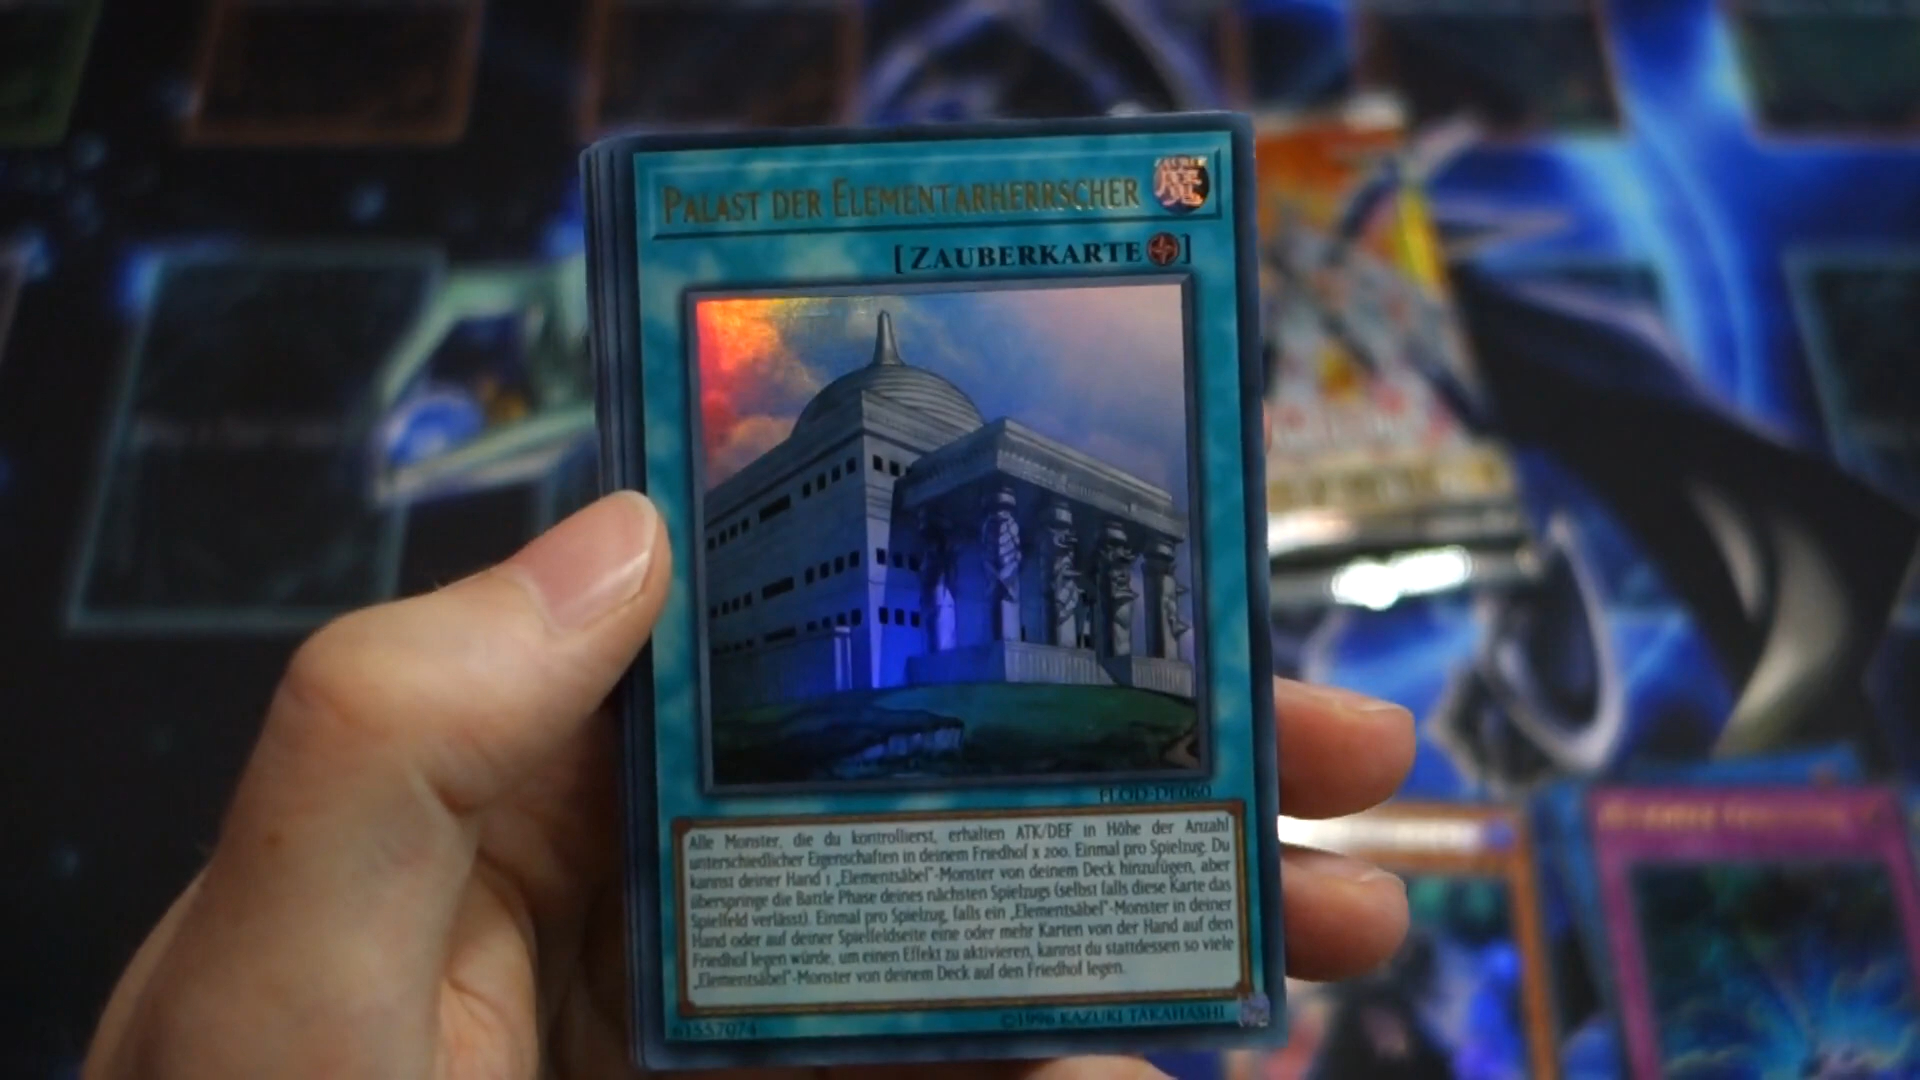 PALAST DER ELEMENTARHERRSCHER
[ZAUBERKARTE]
FLOD-DE060
Alle Monster, die du kontrollierst, erhalten ATK/DEF in Höhe der Anzahl
unterschiedlicher Eigenschaften in deinem Friedhof x 200. Einmal pro Spielzug: Du
kannst deiner Hand 1 „Elementsäbel"-Monster von deinem Deck hinzufügen, aber
überspringe die Battle Phase deines nächsten Spielzugs (selbst falls diese Karte das
Spielfeld verlässt). Einmal pro Spielzug, falls ein „Elementsäbel"-Monster in deiner
Hand oder auf deiner Spielfeldseite eine oder mehr Karten von der Hand auf den
Friedhof legen würde, um einen Effekt zu aktivieren, kannst du stattdessen so viele
„Elementsäbel"-Monster von deinem Deck auf den Friedhof legen.
61557074
©1996 KAZUKI TAKAHASHI